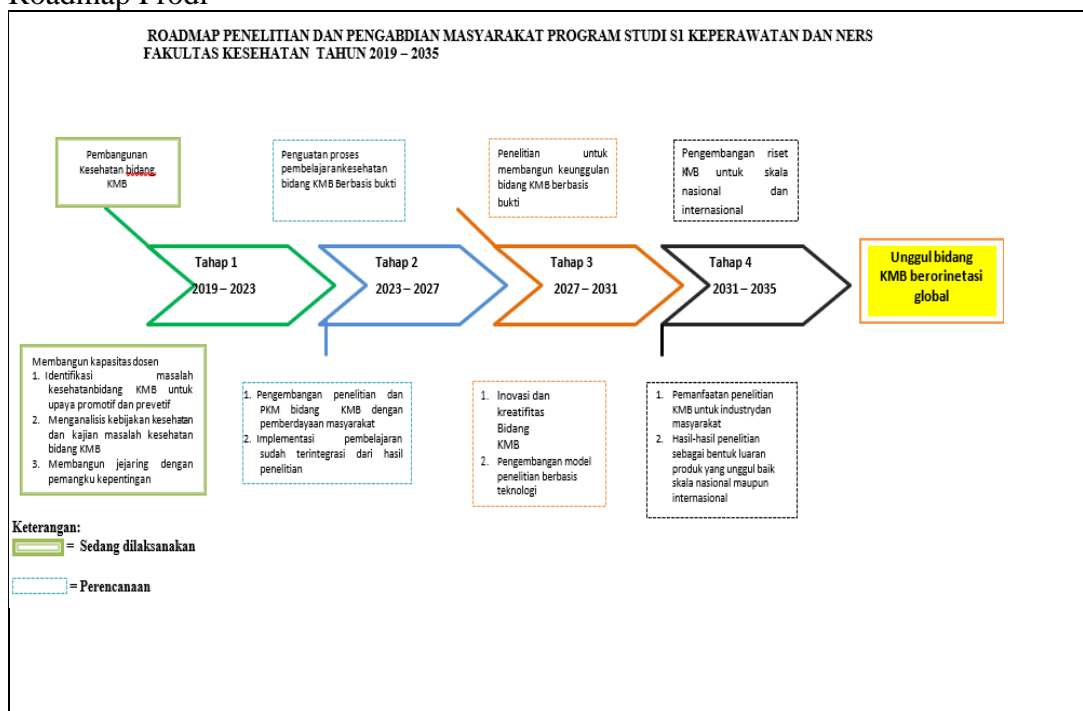 Roadmap Prodi
ROADMAP PENELITIAN DAN PENGABDIAN MASYARAKAT PROGRAM STUDI S1 KEPERAWATAN DAN NERS
FAKULTAS KESEHATAN TAHUN 2019 – 2035
Pembangunan
Kesehatan bidang
KMB
Penguatan proses
pembelajarankesehatan
bidang KMB Berbasis bukti
Penelitian untuk
membangun keunggulan
bidang KMB berbasis
bukti
Pengembangan riset
KMB untuk skala
nasional dan
internasional
Tahap 1
2019 – 2023
Tahap 2
2023 – 2027
Tahap 3
2027 – 2031
Tahap 4
2031 – 2035
Unggul bidang
KMB berorinetasi
global
Membangun kapasitas dosen
1. Identifikasi masalah
kesehatanbidang KMB untuk
upaya promotif dan prevetif
2. Menganalisis kebijakan kesehatan
dan kajian masalah kesehatan
bidang KMB
3. Membangun jejaring dengan
pemangku kepentingan
1. Pengembangan penelitian dan
PKM bidang KMB dengan
pemberdayaan masyarakat
2. Implementasi pembelajaran
sudah terintegrasi dari hasil
penelitian
1. Inovasi dan
kreatifitas
Bidang
KMB
2. Pengembangan model
penelitian berbasis
teknologi
1. Pemanfaatan penelitian
KMB untuk industrydan
masyarakat
2. Hasil-hasil penelitian
sebagai bentuk luaran
produk yang unggul baik
skala nasional maupun
internasional
Keterangan:
= Sedang dilaksanakan
= Perencanaan